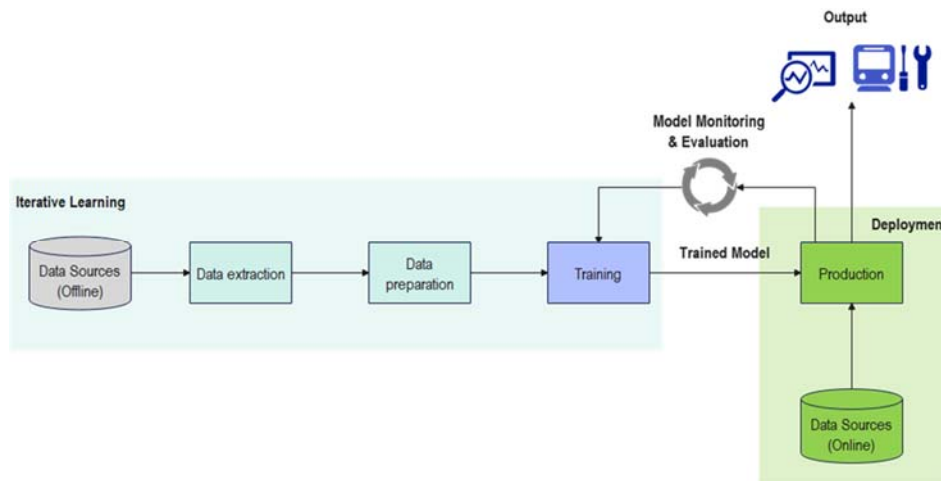 Output
Model Monitoring
& Evaluation
Iterative Learning
Deploymen
Data Sources
(Offline)
Data extraction
Data
preparation
Training
Trained Model
Production
Data Sources
(Online)